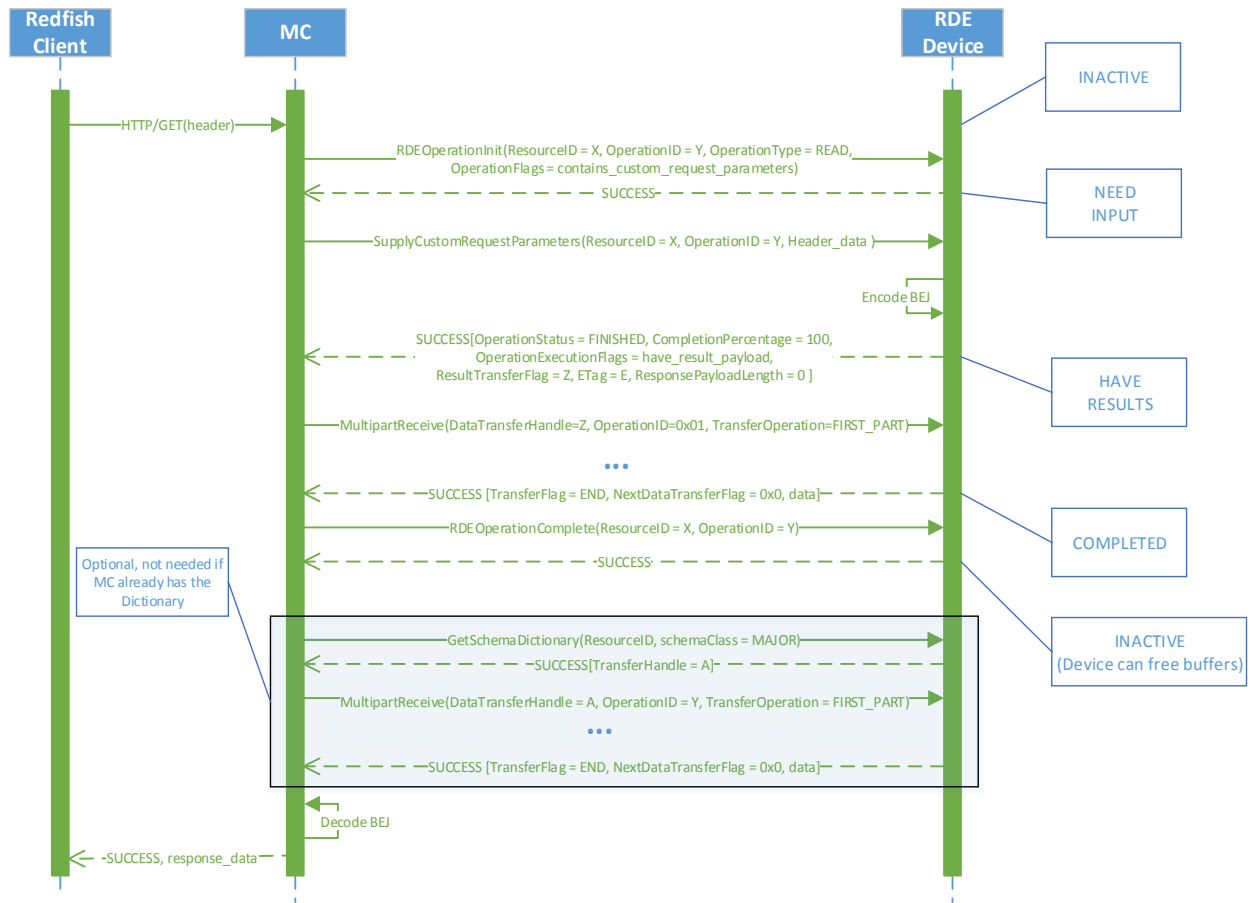 Redfish
Client
MC
RDE
Device
INACTIVE
HTTP/GET(header)
RDEOperationInit(ResourceID = X, OperationID = Y, OperationType = READ,
OperationFlags = contains_custom_request_parameters)
SUCCESS
NEED
INPUT
SupplyCustomRequestParameters(ResourceID = X, OperationID = Y, Header_data )
Encode BEJ
SUCCESS[OperationStatus = FINISHED, CompletionPercentage = 100,
OperationExecutionFlags = have_result_payload,
ResultTransferFlag = Z, ETag = E, ResponsePayloadLength = 0 ]
HAVE
RESULTS
MultipartReceive(DataTransferHandle=Z, OperationID=0x01, TransferOperation=FIRST_PART)
...
SUCCESS [TransferFlag = END, NextDataTransferFlag = 0x0, data]
RDEOperationComplete(ResourceID = X, OperationID = Y)
COMPLETED
SUCCESS
Optional, not needed if
MC already has the
Dictionary
GetSchemaDictionary(ResourceID, schemaClass = MAJOR)
INACTIVE
(Device can free buffers)
SUCCESS[TransferHandle = A]
MultipartReceive(DataTransferHandle = A, OperationID = Y, TransferOperation = FIRST_PART)
...
SUCCESS [TransferFlag = END, NextDataTransferFlag = 0x0, data]
Decode BEJ
SUCCESS, response_data